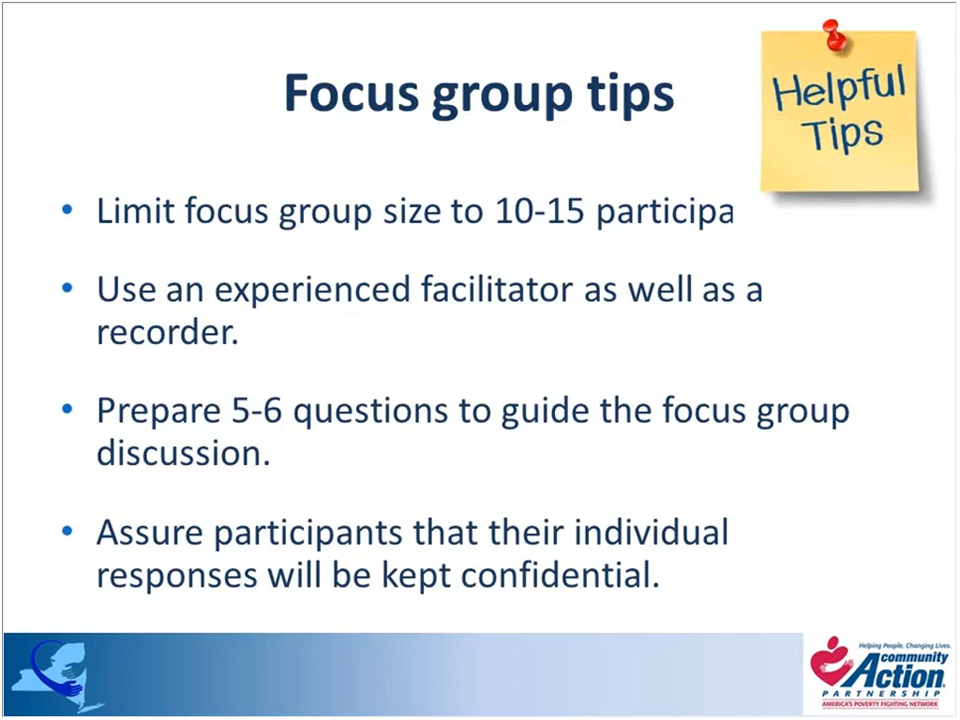 Focus group tips
Helpful
Tips
• Limit focus group size to 10-15 participa
• Use an experienced facilitator as well as a
recorder.
• Prepare 5-6 questions to guide the focus group
discussion.
• Assure participants that their individual
responses will be kept confidential.
Helping People. Changing Lives.
community
Action
PARTNERSHIP
AMERICA'S POVERTY FIGHTING NETWORK